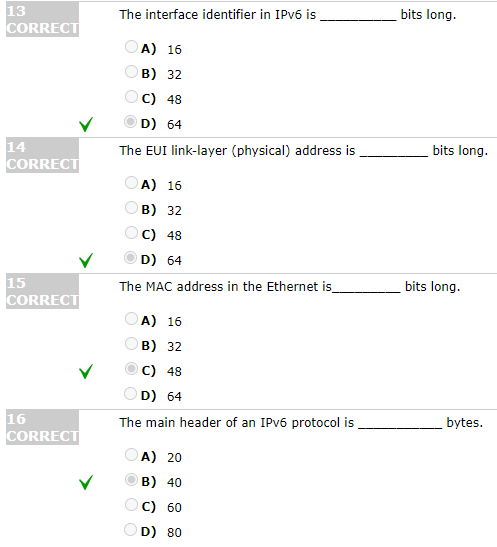 13 The interface identifier in IPv6 is ___________ bits long.
CORRECT
A) 16
B) 32
C) 48
D) 64
14 The EUI link-layer (physical) address is __________ bits long.
CORRECT
A) 16
B) 32
C) 48
D) 64
15 The MAC address in the Ethernet is__________ bits long.
CORRECT
A) 16
B) 32
C) 48
D) 64
16 The main header of an IPv6 protocol is ____________ bytes.
CORRECT
A) 20
B) 40
C) 60
D) 80